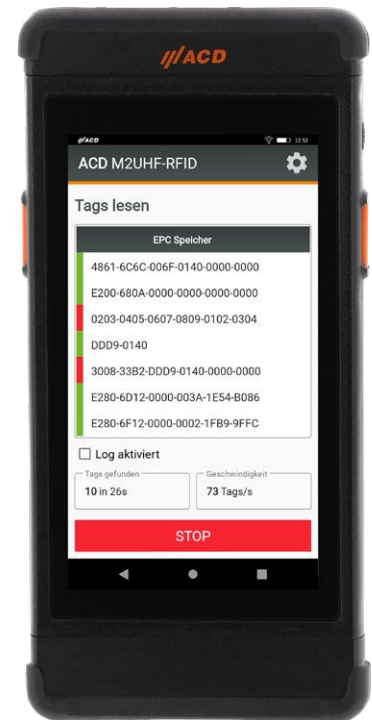 ACD
ACD 12:52
ACD M2UHF-RFID
Tags lesen
EPC Speicher
4861-6C6C-006F-0140-0000-0000
E200-680A-0000-0000-0000-0000
0203-0405-0607-0809-0102-0304
DDD9-0140
3008-33B2-DDD9-0140-0000-0000
E280-6D12-0000-003A-1E54-B086
E280-6F12-0000-0002-1FB9-9FFC
Log aktiviert
Tags gefunden Geschwindigkeit
10 in 26s 73 Tags/s
STOP